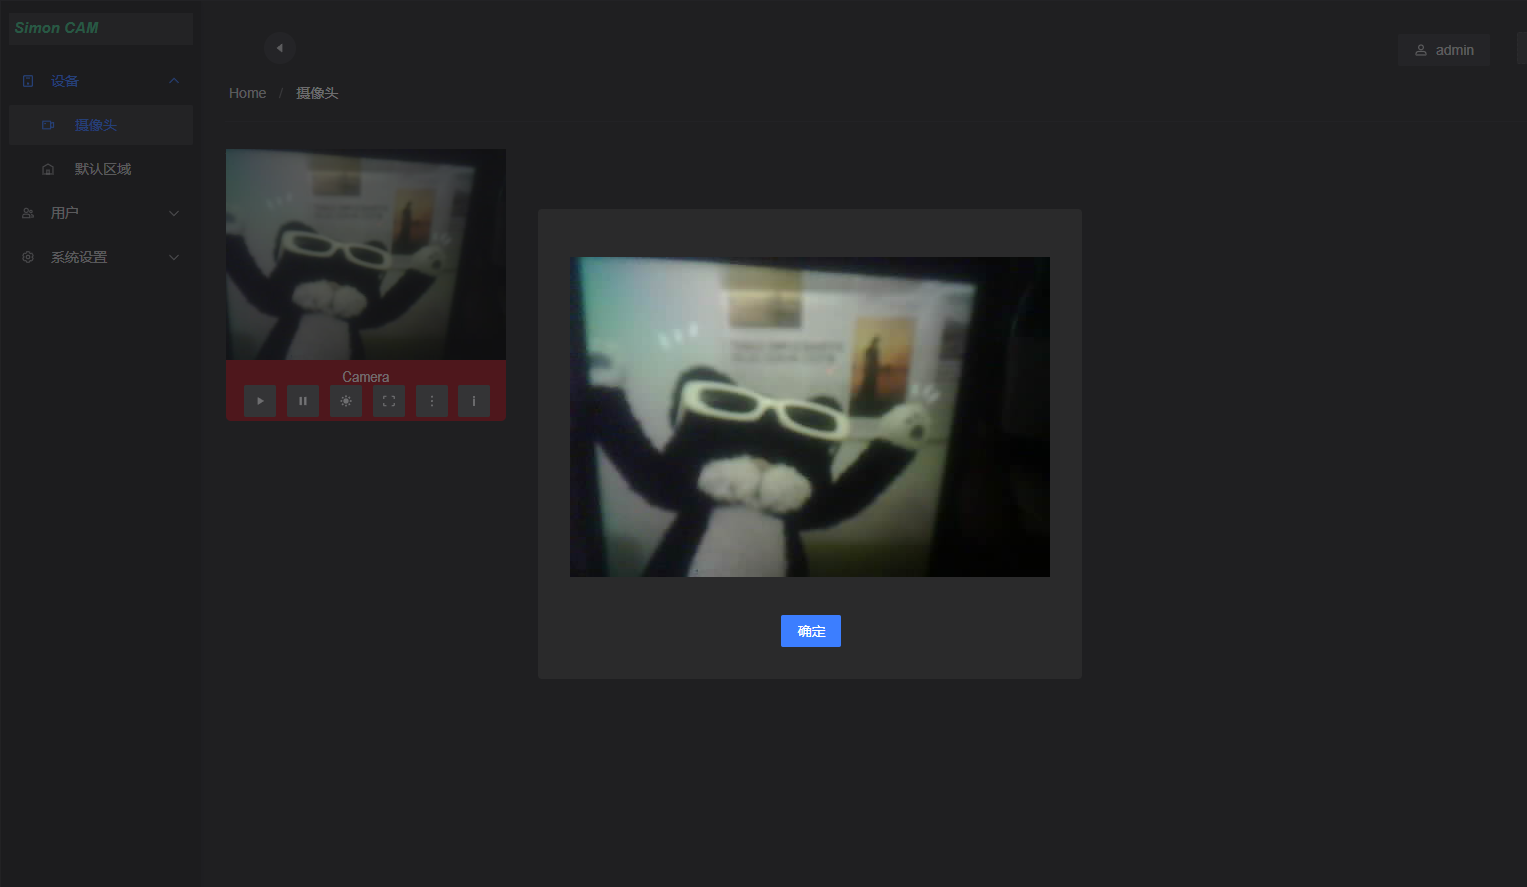 Simon CAM
设备
摄像头
默认区域
用户
系统设置
admin
Home / 摄像头
Camera
确定